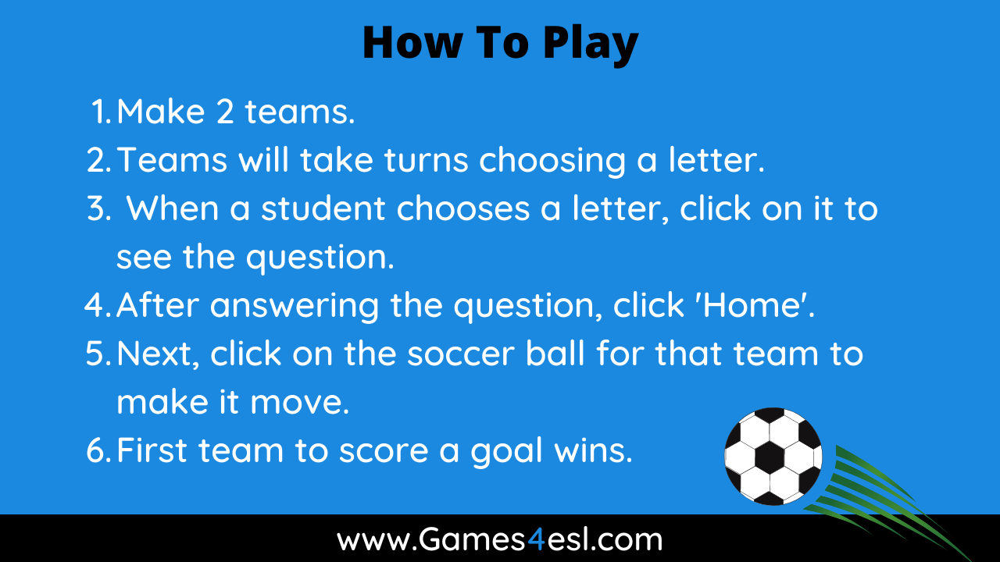 How To Play
1. Make 2 teams.
2. Teams will take turns choosing a letter.
3. When a student chooses a letter, click on it to
see the question.
4. After answering the question, click 'Home'.
5. Next, click on the soccer ball for that team to
make it move.
6. First team to score a goal wins.
www.Games4esl.com